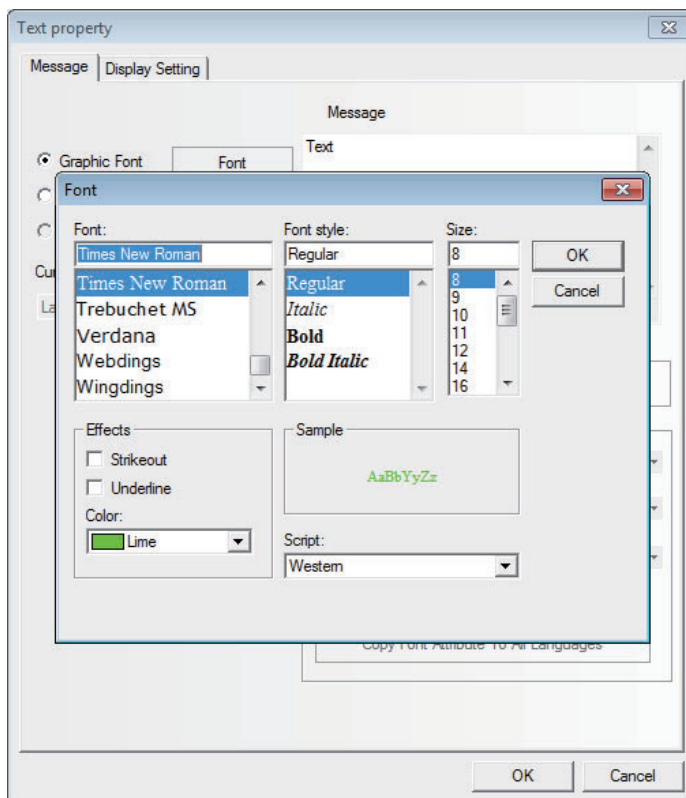 Text property
Message Display Setting
Message
Text
Graphic Font Font
Font
Font: Font style: Size:
Times New Roman Regular 8 OK
Times New Roman Regular 8 Cancel
Trebuchet MS Italic 9
Verdana Bold 10
Webdings Bold Italic 11
Wingdings 12
14
16
Effects Sample
Strikeout
Underline AaBbYyZz
Color:
Lime Script:
Western
Copy Font Attribute To All Languages
OK Cancel